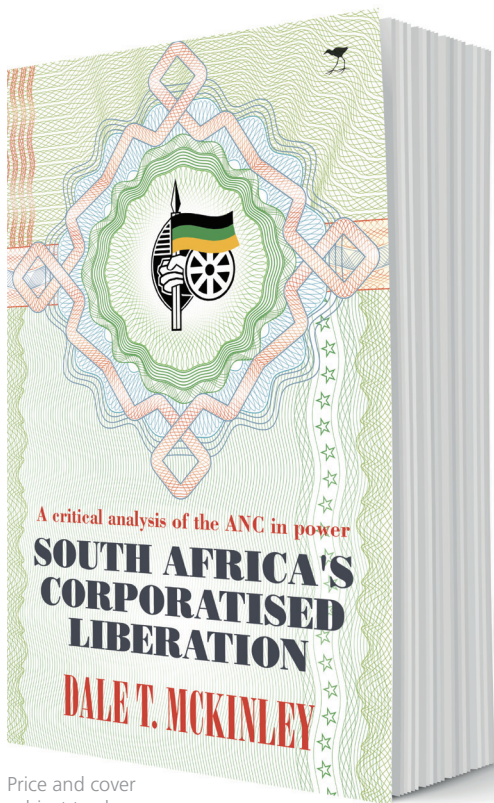 A critical analysis of the ANC in power
SOUTH AFRICA'S
CORPORATISED
LIBERATION
DALE T. MCKINLEY
Price and cover